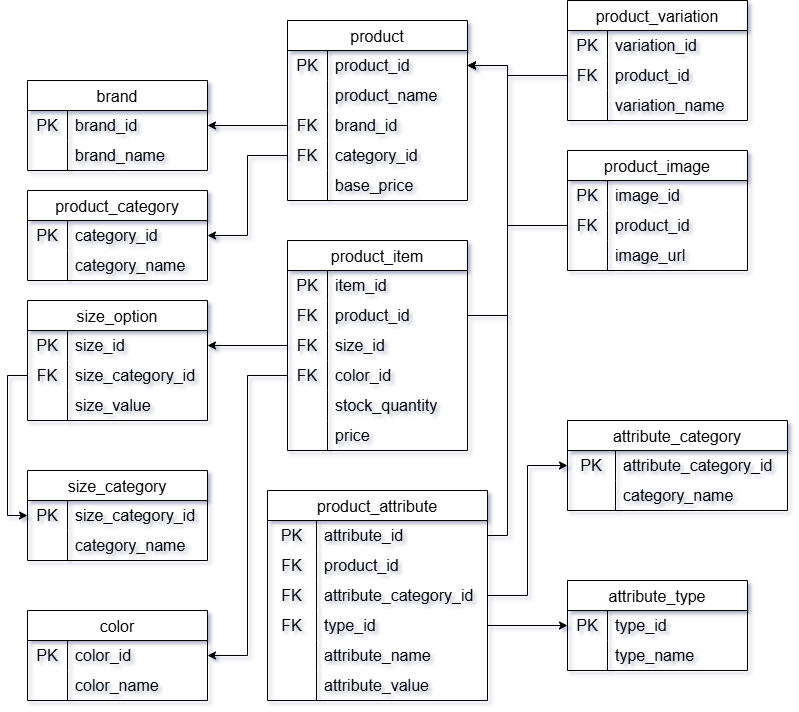 product_variation
PK variation_id
FK product_id
variation_name
product
PK product_id
product_name
FK brand_id
FK category_id
base_price
brand
PK brand_id
brand_name
product_image
PK image_id
FK product_id
image_url
product_category
PK category_id
category_name
product_item
PK item_id
FK product_id
FK size_id
FK color_id
stock_quantity
price
size_option
PK size_id
FK size_category_id
size_value
attribute_category
PK attribute_category_id
category_name
size_category
PK size_category_id
category_name
product_attribute
PK attribute_id
FK product_id
FK attribute_category_id
FK type_id
attribute_name
attribute_value
attribute_type
PK type_id
type_name
color
PK color_id
color_name